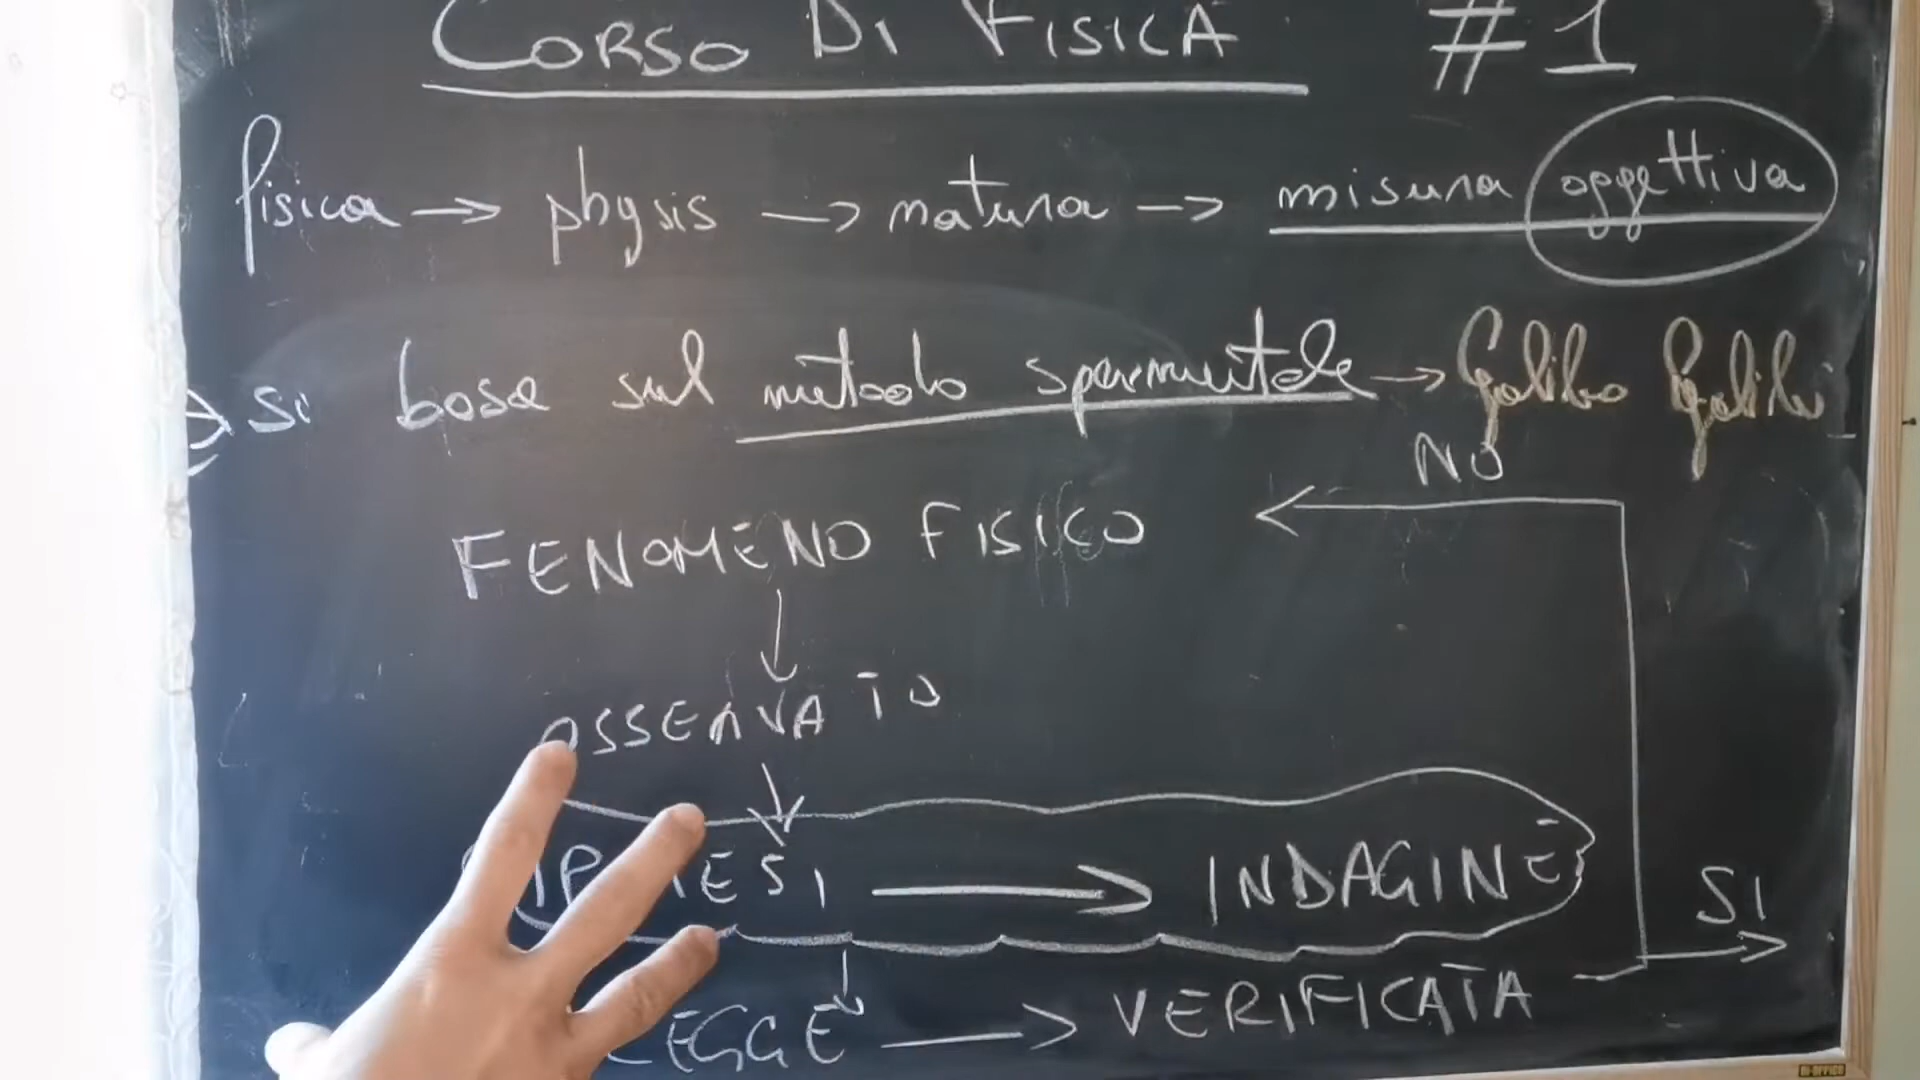 CORSO DI FISICA #1
fisica → physis → natura → misura oggettiva
→ si basa sul metodo sperimentale → Galileo Galilei
NO
FENOMENO FISICO
OSSERVATO
IPOTESI → INDAGINE
SI
LEGGE → VERIFICATA